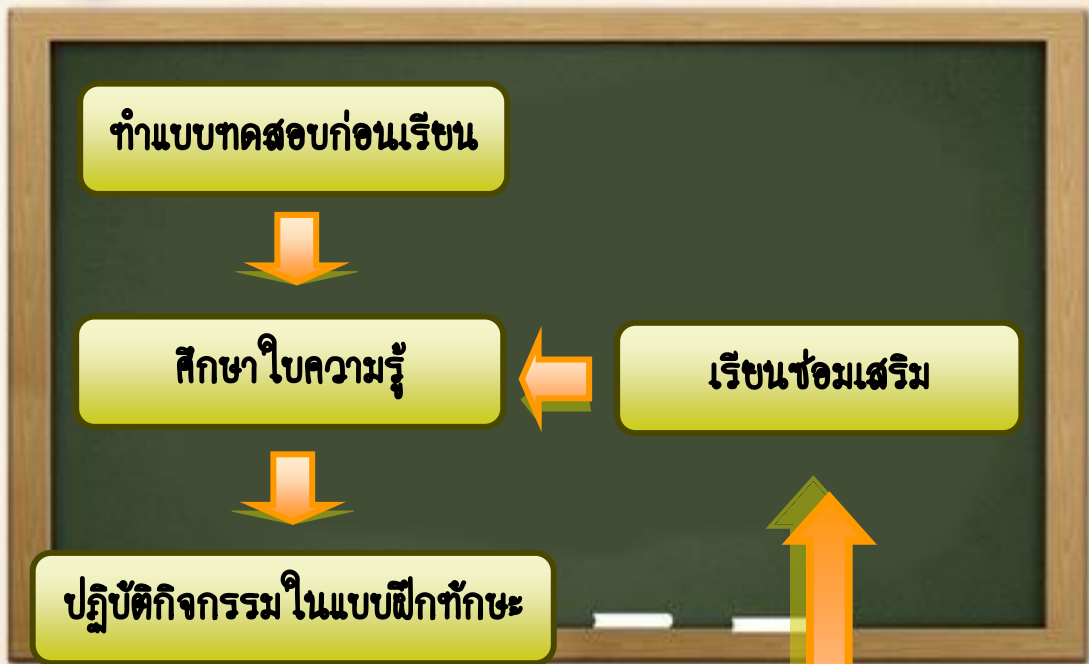 ทำแบบทดสอบก่อนเรียน
ศึกษาใบความรู้
เรียนซ่อมเสริม
ปฏิบัติกิจกรรมในแบบฝึกทักษะ